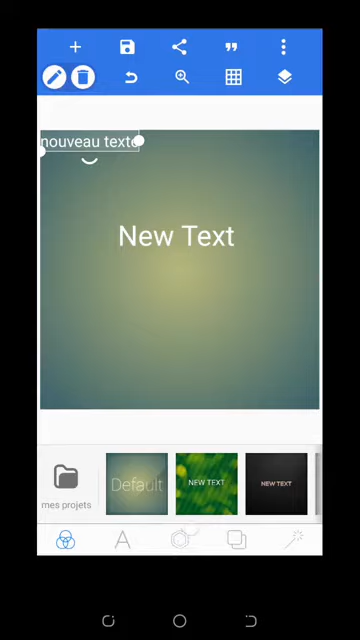 nouveau texte
New Text
mes projets
Default
NEW TEXT
NEW TEXT